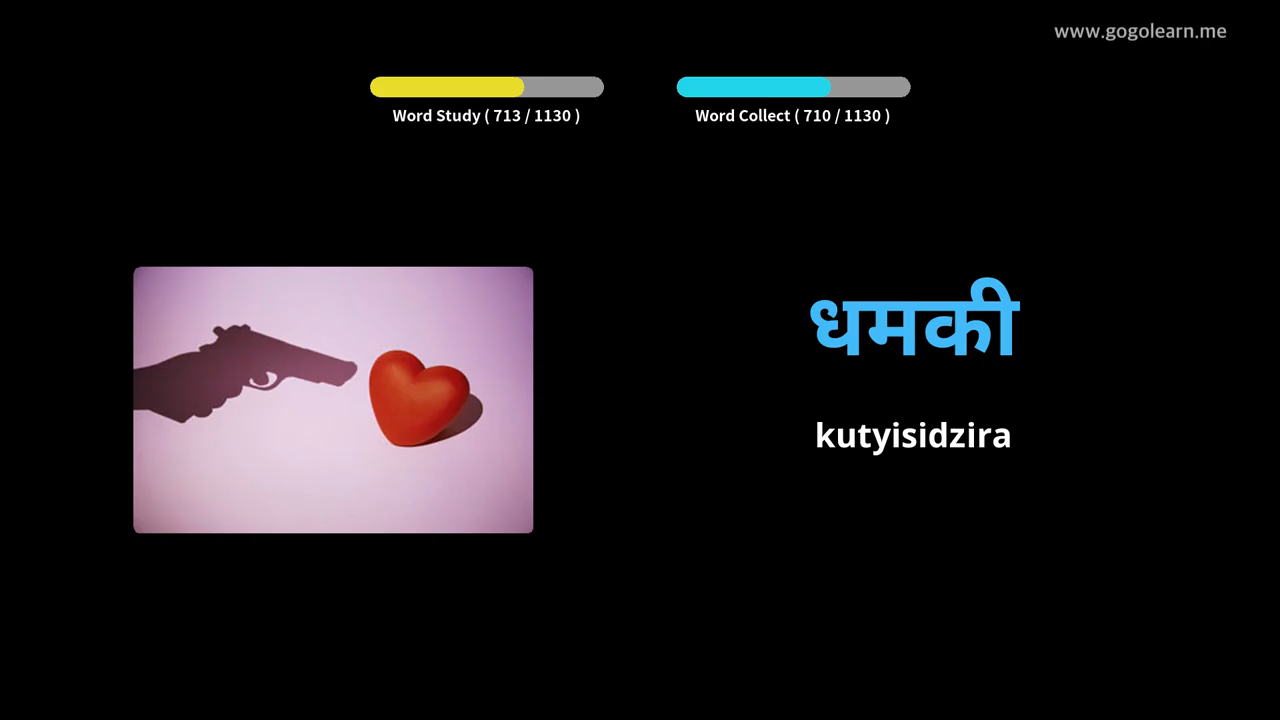 www.gogolearn.me
Word Study ( 713 / 1130 )
Word Collect ( 710 / 1130 )
धमकी
kutyisidzira